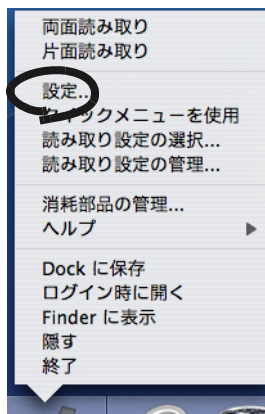 両面読み取り
片面読み取り
設定...
クイックメニューを使用
読み取り設定の選択...
読み取り設定の管理...
消耗部品の管理...
ヘルプ
Dock に保存
ログイン時に開く
Finder に表示
隠す
終了